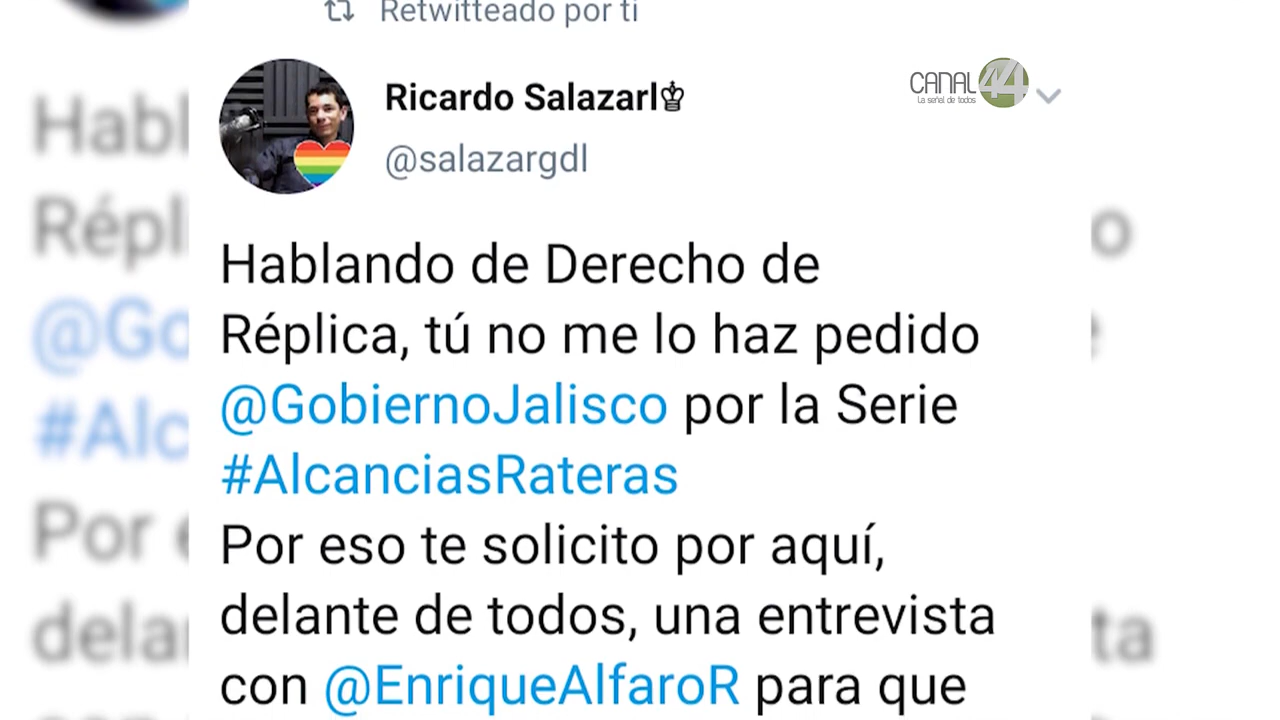 Retwitteado por ti
Ricardo Salazarl♔
@salazargdl
CANAL 44
La señal de todos
Hablando de Derecho de
Réplica, tú no me lo haz pedido
@GobiernoJalisco por la Serie
#AlcanciasRateras
Por eso te solicito por aquí,
delante de todos, una entrevista
con @EnriqueAlfaroR para que